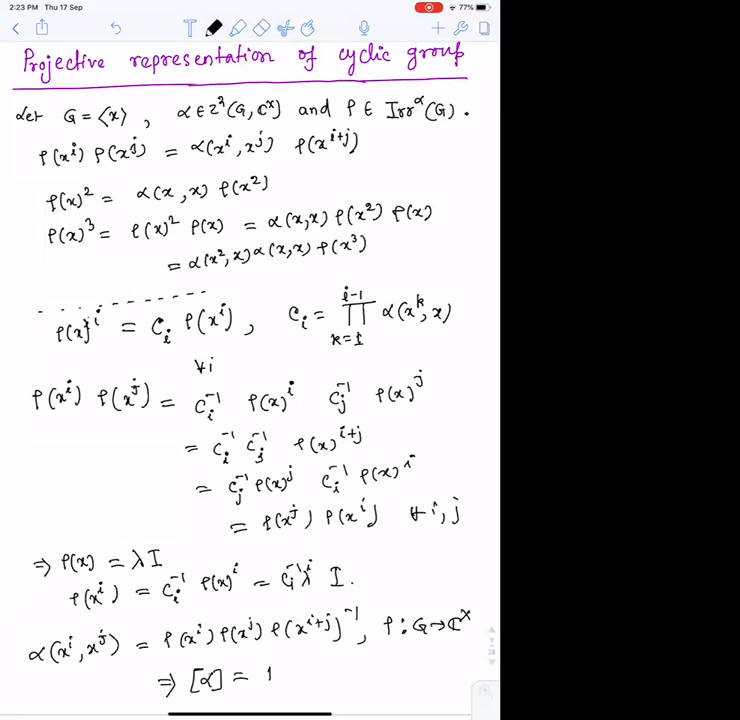 2:23 PM Thu 17 Sep 77%
Projective representation of cyclic group
Let G = ⟨x⟩, α ∈ Z²(G, ℂ^x) and ρ ∈ Irr^α(G).
ρ(x^i) ρ(x^j) = α(x^i, x^j) ρ(x^{i+j})
ρ(x)² = α(x, x) ρ(x²)
ρ(x)³ = ρ(x)² ρ(x) = α(x,x) ρ(x²) ρ(x)
= α(x², x) α(x, x) ρ(x³)
ρ(x)^i = C_i ρ(x^i), C_i = ∏_{k=1}^{i-1} α(x^k, x)
∀i
ρ(x^i) ρ(x^j) = C_i^{-1} ρ(x)^i C_j^{-1} ρ(x)^j
= C_i^{-1} C_j^{-1} ρ(x)^{i+j}
= C_j^{-1} ρ(x)^j C_i^{-1} ρ(x)^i
= ρ(x^j) ρ(x^i) ∀ i, j
⇒ ρ(x) = λI
ρ(x^i) = C_i^{-1} ρ(x)^i = C_i^{-1} λ^i I.
α(x^i, x^j) = ρ(x^i) ρ(x^j) ρ(x^{i+j})^{-1}, ρ : G → ℂ^x
⇒ [α] = 1